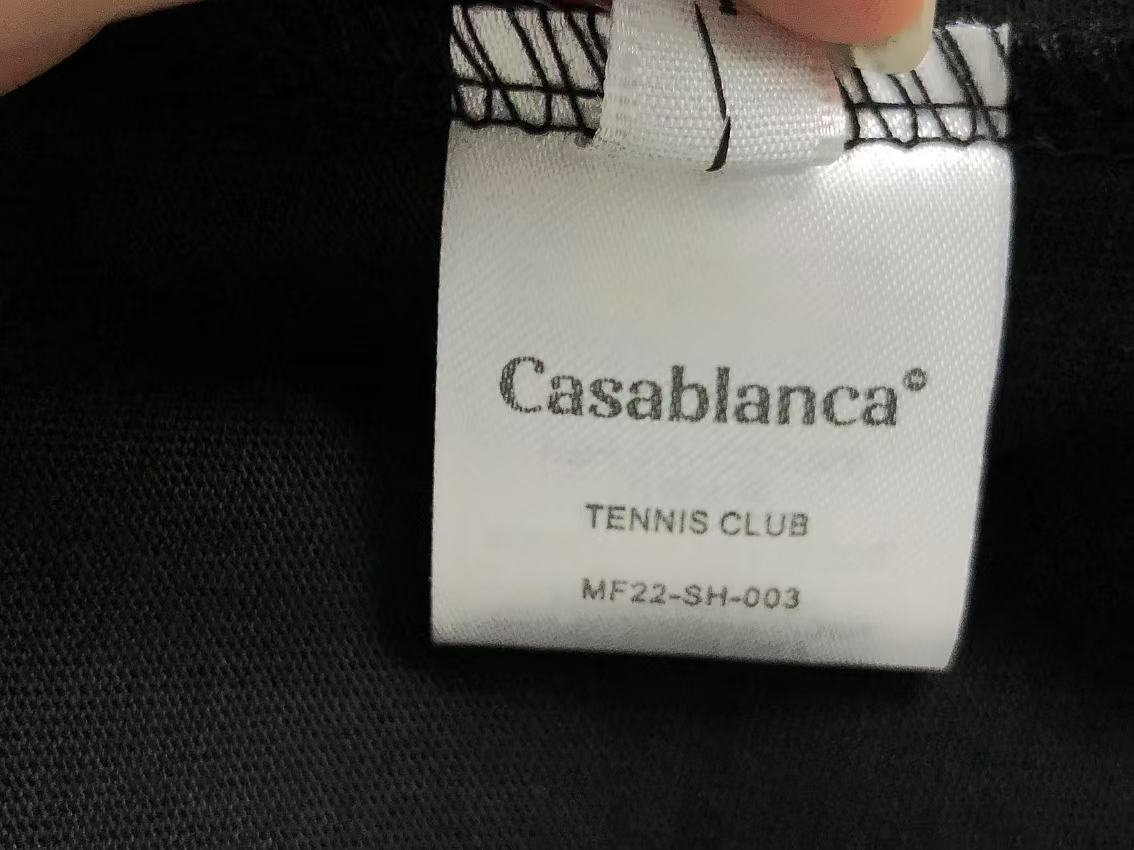 Casablanca©
TENNIS CLUB
MF22-SH-003